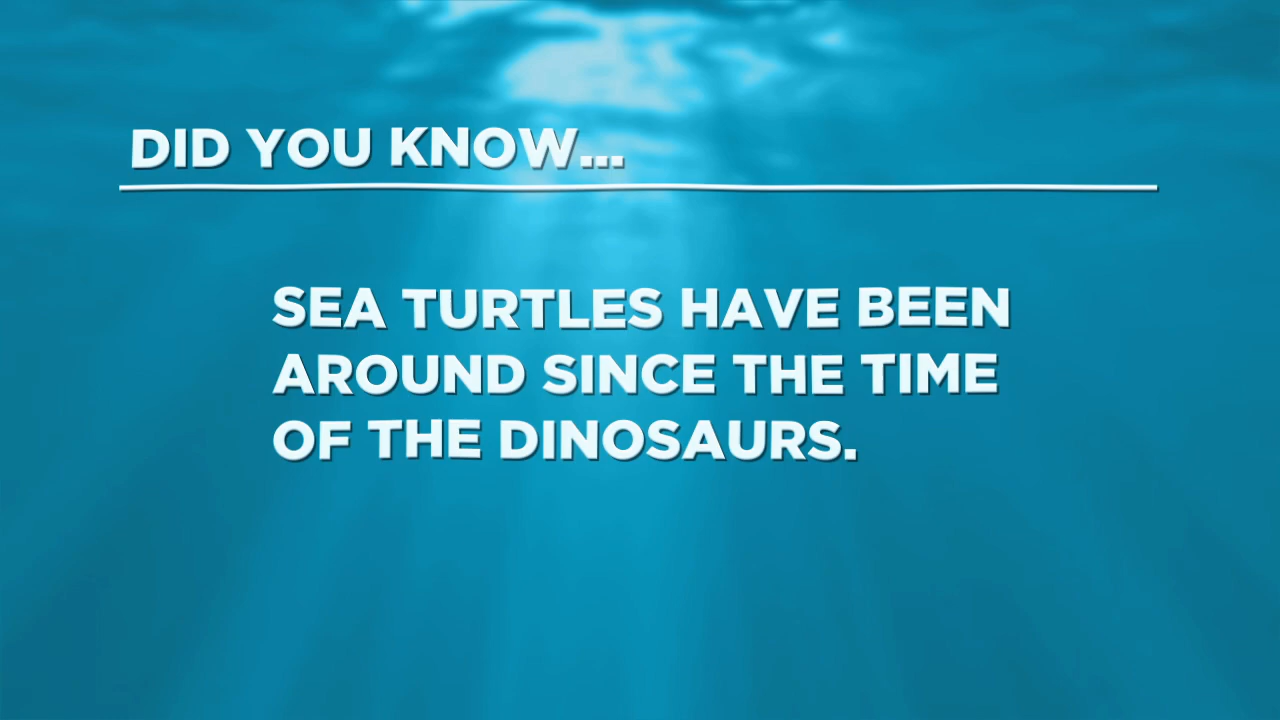 DID YOU KNOW...
SEA TURTLES HAVE BEEN
AROUND SINCE THE TIME
OF THE DINOSAURS.